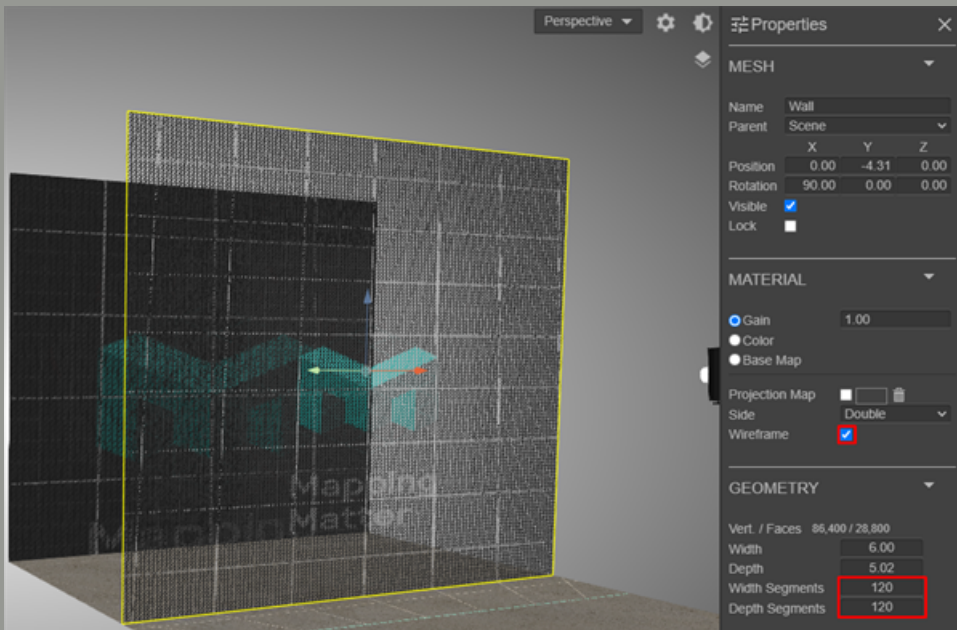 Perspective
Properties
MESH
Name Wall
Parent Scene
X Y Z
Position 0.00 -4.31 0.00
Rotation 90.00 0.00 0.00
Visible
Lock
MATERIAL
Gain 1.00
Color
Base Map
Projection Map
Side Double
Wireframe
GEOMETRY
Vert. / Faces 86,400 / 28,800
Width 6.00
Depth 5.02
Width Segments 120
Depth Segments 120
Mapping
Matter